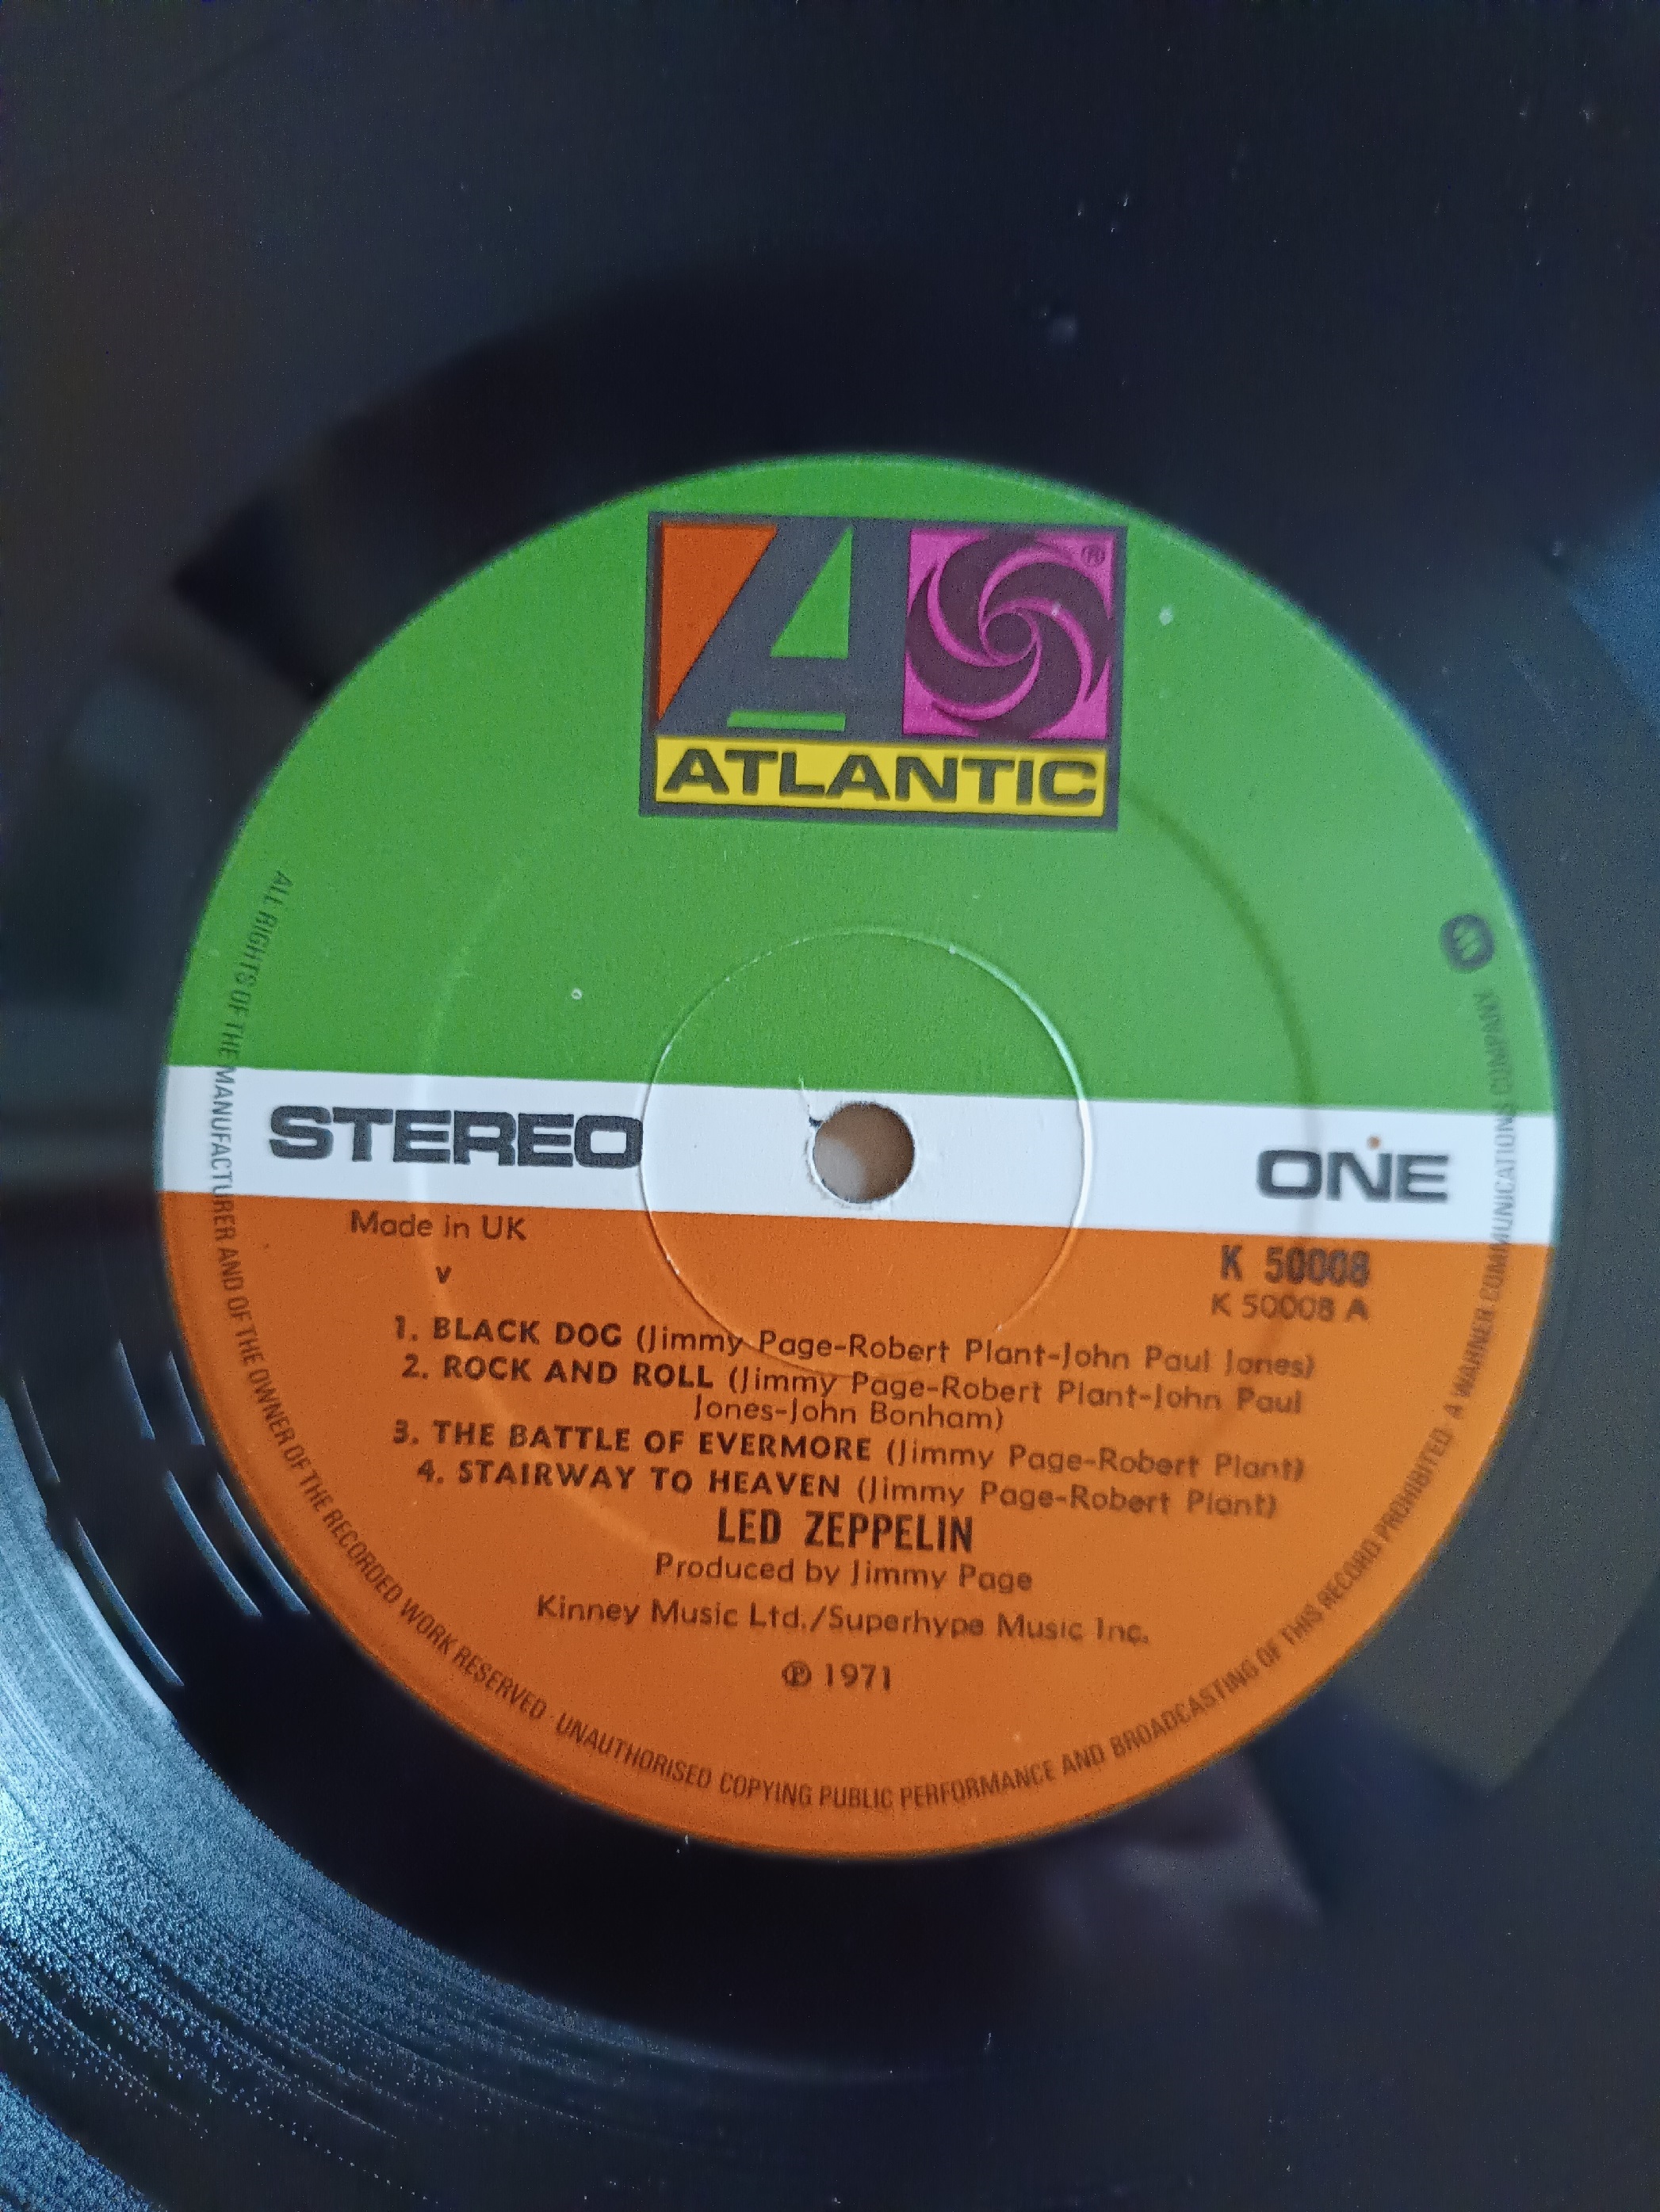 A
®
ATLANTIC
STEREO
ONE
Made in UK
K 50008
V
K 50008 A
1. BLACK DOG (Jimmy Page-Robert Plant-John Paul Jones)
2. ROCK AND ROLL (Jimmy Page-Robert Plant-John Paul
Jones-John Bonham)
3. THE BATTLE OF EVERMORE (Jimmy Page-Robert Plant)
4. STAIRWAY TO HEAVEN (Jimmy Page-Robert Plant)
LED ZEPPELIN
Produced by Jimmy Page
Kinney Music Ltd./Superhype Music Inc.
℗ 1971
ALL RIGHTS OF THE MANUFACTURER AND OF THE OWNER OF THE RECORDED WORK RESERVED · UNAUTHORISED COPYING PUBLIC PERFORMANCE AND BROADCASTING OF THIS RECORD PROHIBITED · A WARNER COMMUNICATIONS COMPANY